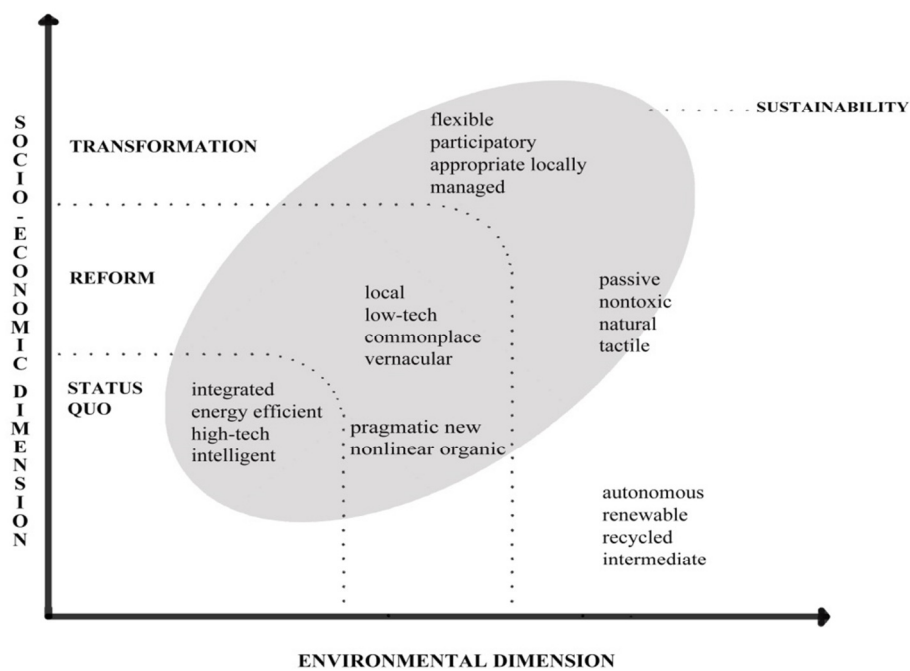 SOCIO-ECONOMIC DIMENSION
SUSTAINABILITY
TRANSFORMATION
flexible
participatory
appropriate locally
managed
REFORM
local
low-tech
commonplace
vernacular
passive
nontoxic
natural
tactile
STATUS
QUO
integrated
energy efficient
high-tech
intelligent
pragmatic new
nonlinear organic
autonomous
renewable
recycled
intermediate
ENVIRONMENTAL DIMENSION